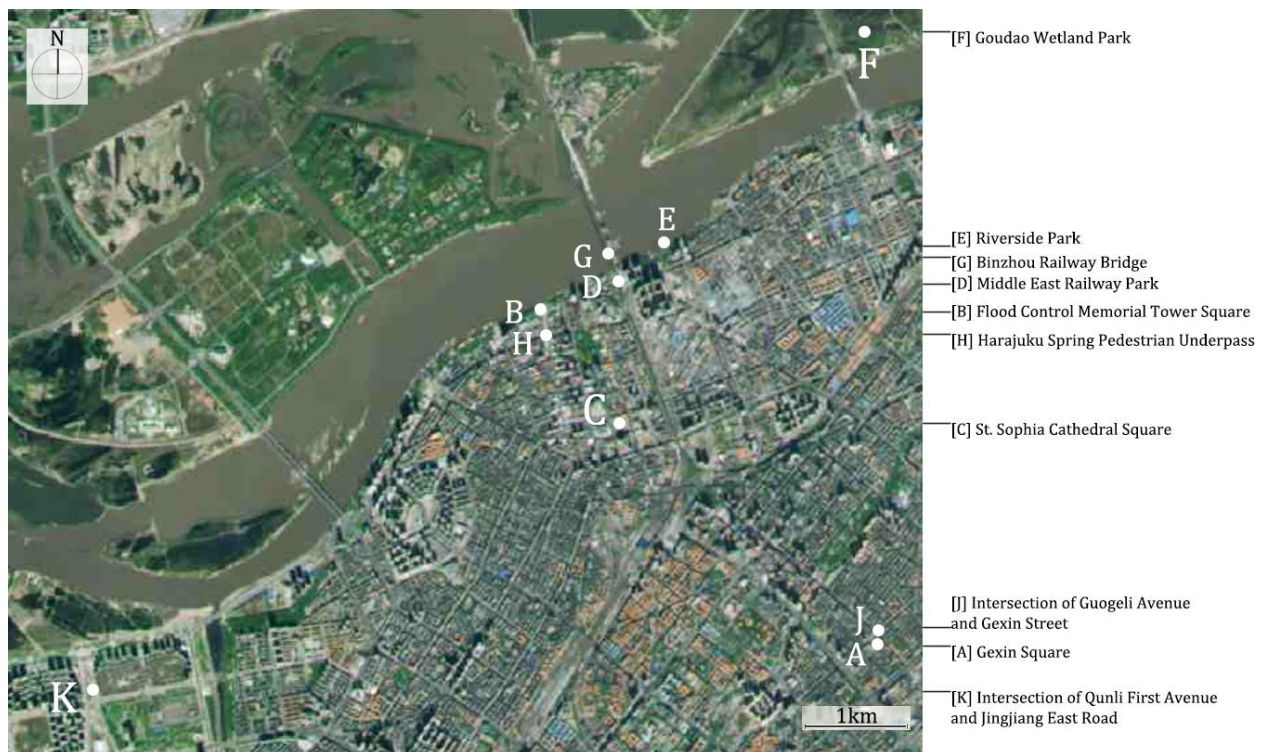 N
F
[F] Goudao Wetland Park
E
[E] Riverside Park
G
[G] Binzhou Railway Bridge
D
[D] Middle East Railway Park
B
[B] Flood Control Memorial Tower Square
H
[H] Harajuku Spring Pedestrian Underpass
C
[C] St. Sophia Cathedral Square
J
[J] Intersection of Guogeli Avenue
and Gexin Street
A
[A] Gexin Square
K
[K] Intersection of Qunli First Avenue
and Jingjiang East Road
1km